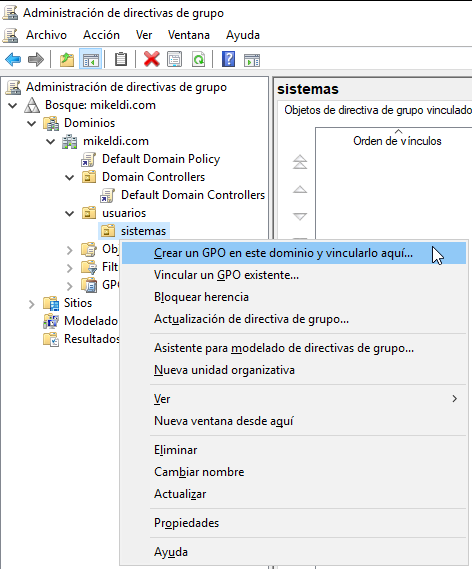 Administración de directivas de grupo
Archivo Acción Ver Ventana Ayuda
Administración de directivas de grupo
Bosque: mikeldi.com
Dominios
mikeldi.com
Default Domain Policy
Domain Controllers
Default Domain Controllers
usuarios
sistemas
Obj
Filt
GPO
Sitios
Modelado
Resultados
sistemas
Objetos de directiva de grupo vinculado
Orden de vínculos
Crear un GPO en este dominio y vincularlo aquí...
Vincular un GPO existente...
Bloquear herencia
Actualización de directiva de grupo...
Asistente para modelado de directivas de grupo...
Nueva unidad organizativa
Ver
Nueva ventana desde aquí
Eliminar
Cambiar nombre
Actualizar
Propiedades
Ayuda